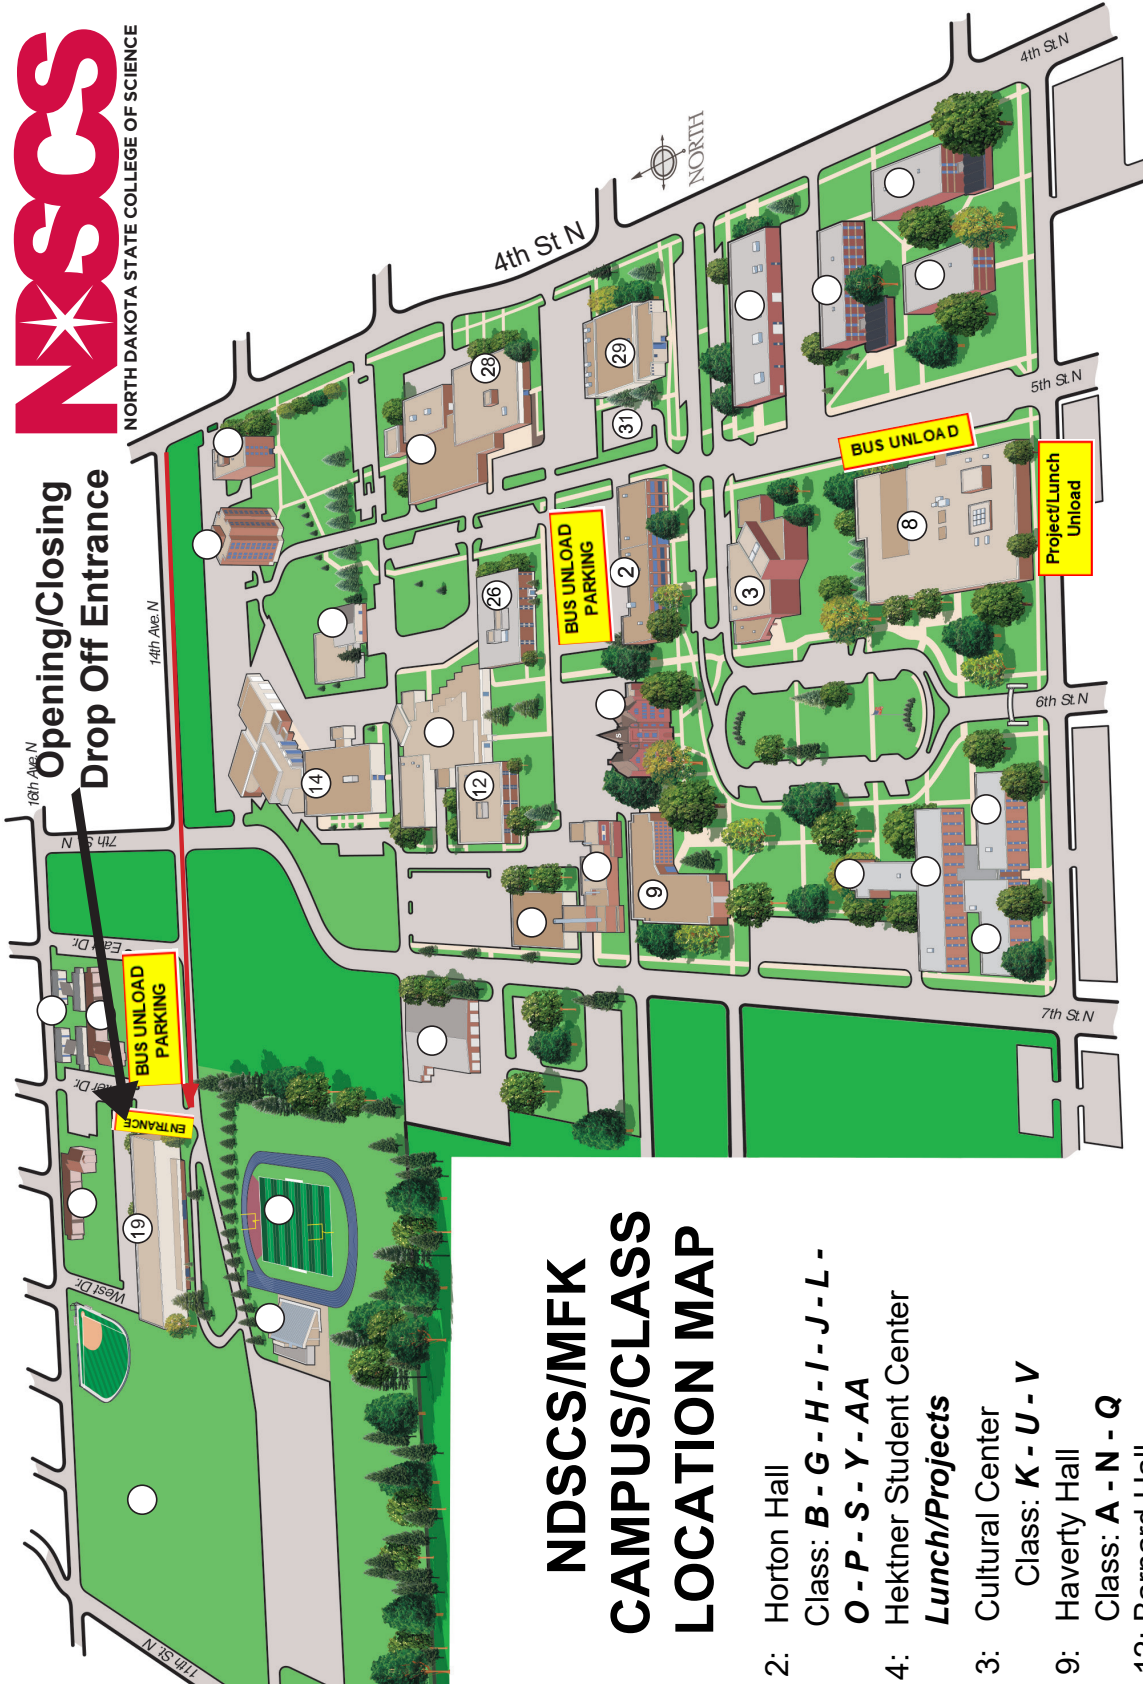 NDSCS
NORTH DAKOTA STATE COLLEGE OF SCIENCE
Opening/Closing
Drop Off Entrance
16th Ave. N
14th Ave. N
7th St. N
East Dr.
West Dr.
11th St. N
4th St N
4th St. N
5th St. N
6th St. N
7th St. N
NORTH
BUS UNLOAD
PARKING
ENTRANCE
BUS UNLOAD
PARKING
BUS UNLOAD
Project/Lunch
Unload
19
14
12
26
28
29
31
2
3
8
9
NDSCS/MFK
CAMPUS/CLASS
LOCATION MAP
2: Horton Hall
Class: B - G - H - I - J - L -
O - P - S - Y - AA
4: Hektner Student Center
Lunch/Projects
3: Cultural Center
Class: K - U - V
9: Haverty Hall
Class: A - N - Q